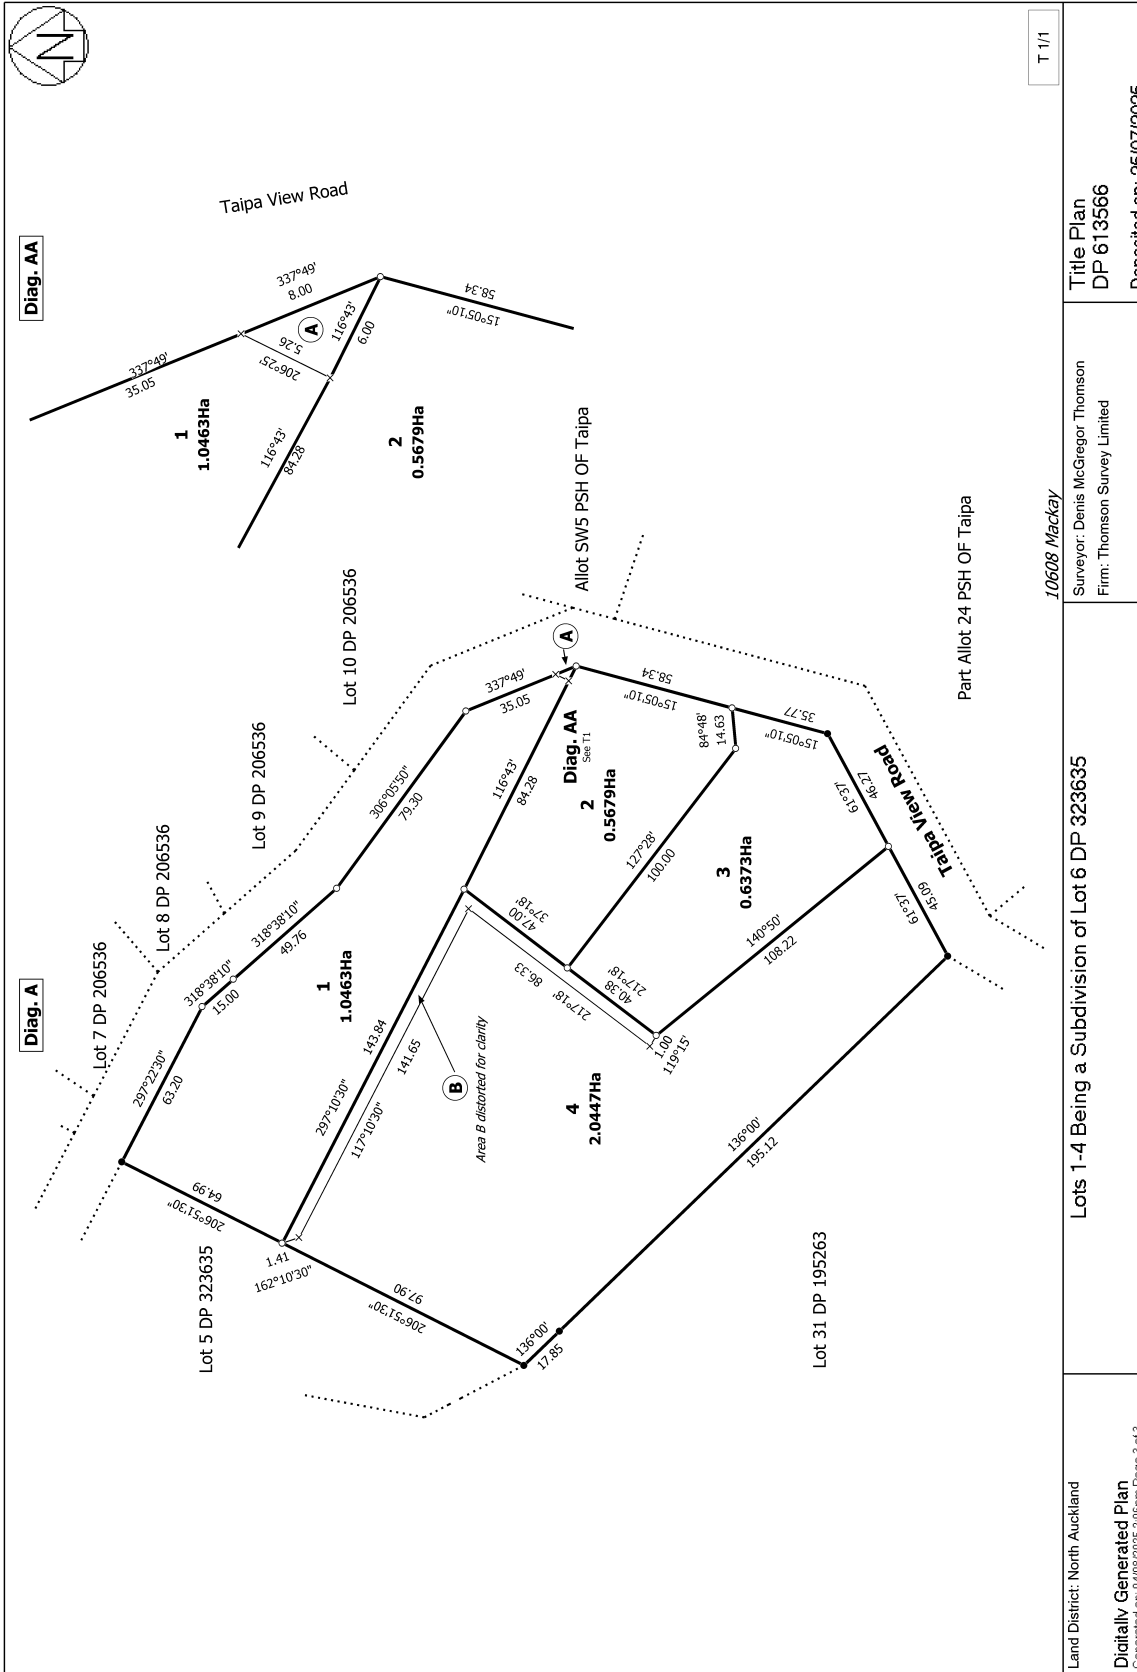 Diag. A
Diag. AA
N
T 1/1
Lot 7 DP 206536
Lot 8 DP 206536
Lot 9 DP 206536
Lot 10 DP 206536
Taipa View Road
337°49'
35.05
337°49'
8.00
A
206°25'
5.26
116°43'
6.00
116°43'
84.28
15°05'10"
58.34
1
1.0463Ha
2
0.5679Ha
297°22'30"
63.20
318°38'10"
15.00
318°38'10"
49.76
306°05'50"
79.30
337°49'
35.05
A
Allot SW5 PSH OF Taipa
206°51'30"
64.99
1
1.0463Ha
297°10'30"
143.84
117°10'30"
141.65
116°43'
84.28
Diag. AA
See T1
2
0.5679Ha
15°05'10"
58.34
Lot 5 DP 323635
1.41
162°10'30"
B
Area B distorted for clarity
37°18'
47.00
217°18'
86.33
217°18'
40.38
1.00
119°15'
127°28'
100.00
84°48'
14.63
15°05'10"
35.77
206°51'30"
97.90
4
2.0447Ha
3
0.6373Ha
140°50'
108.22
61°37'
46.27
61°37'
45.09
Taipa View Road
Part Allot 24 PSH OF Taipa
136°00'
17.85
136°00'
195.12
Lot 31 DP 195263
10608 Mackay
Land District: North Auckland
Digitally Generated Plan
Lots 1-4 Being a Subdivision of Lot 6 DP 323635
Surveyor: Denis McGregor Thomson
Firm: Thomson Survey Limited
Title Plan
DP 613566
Deposited on: 25/07/2025